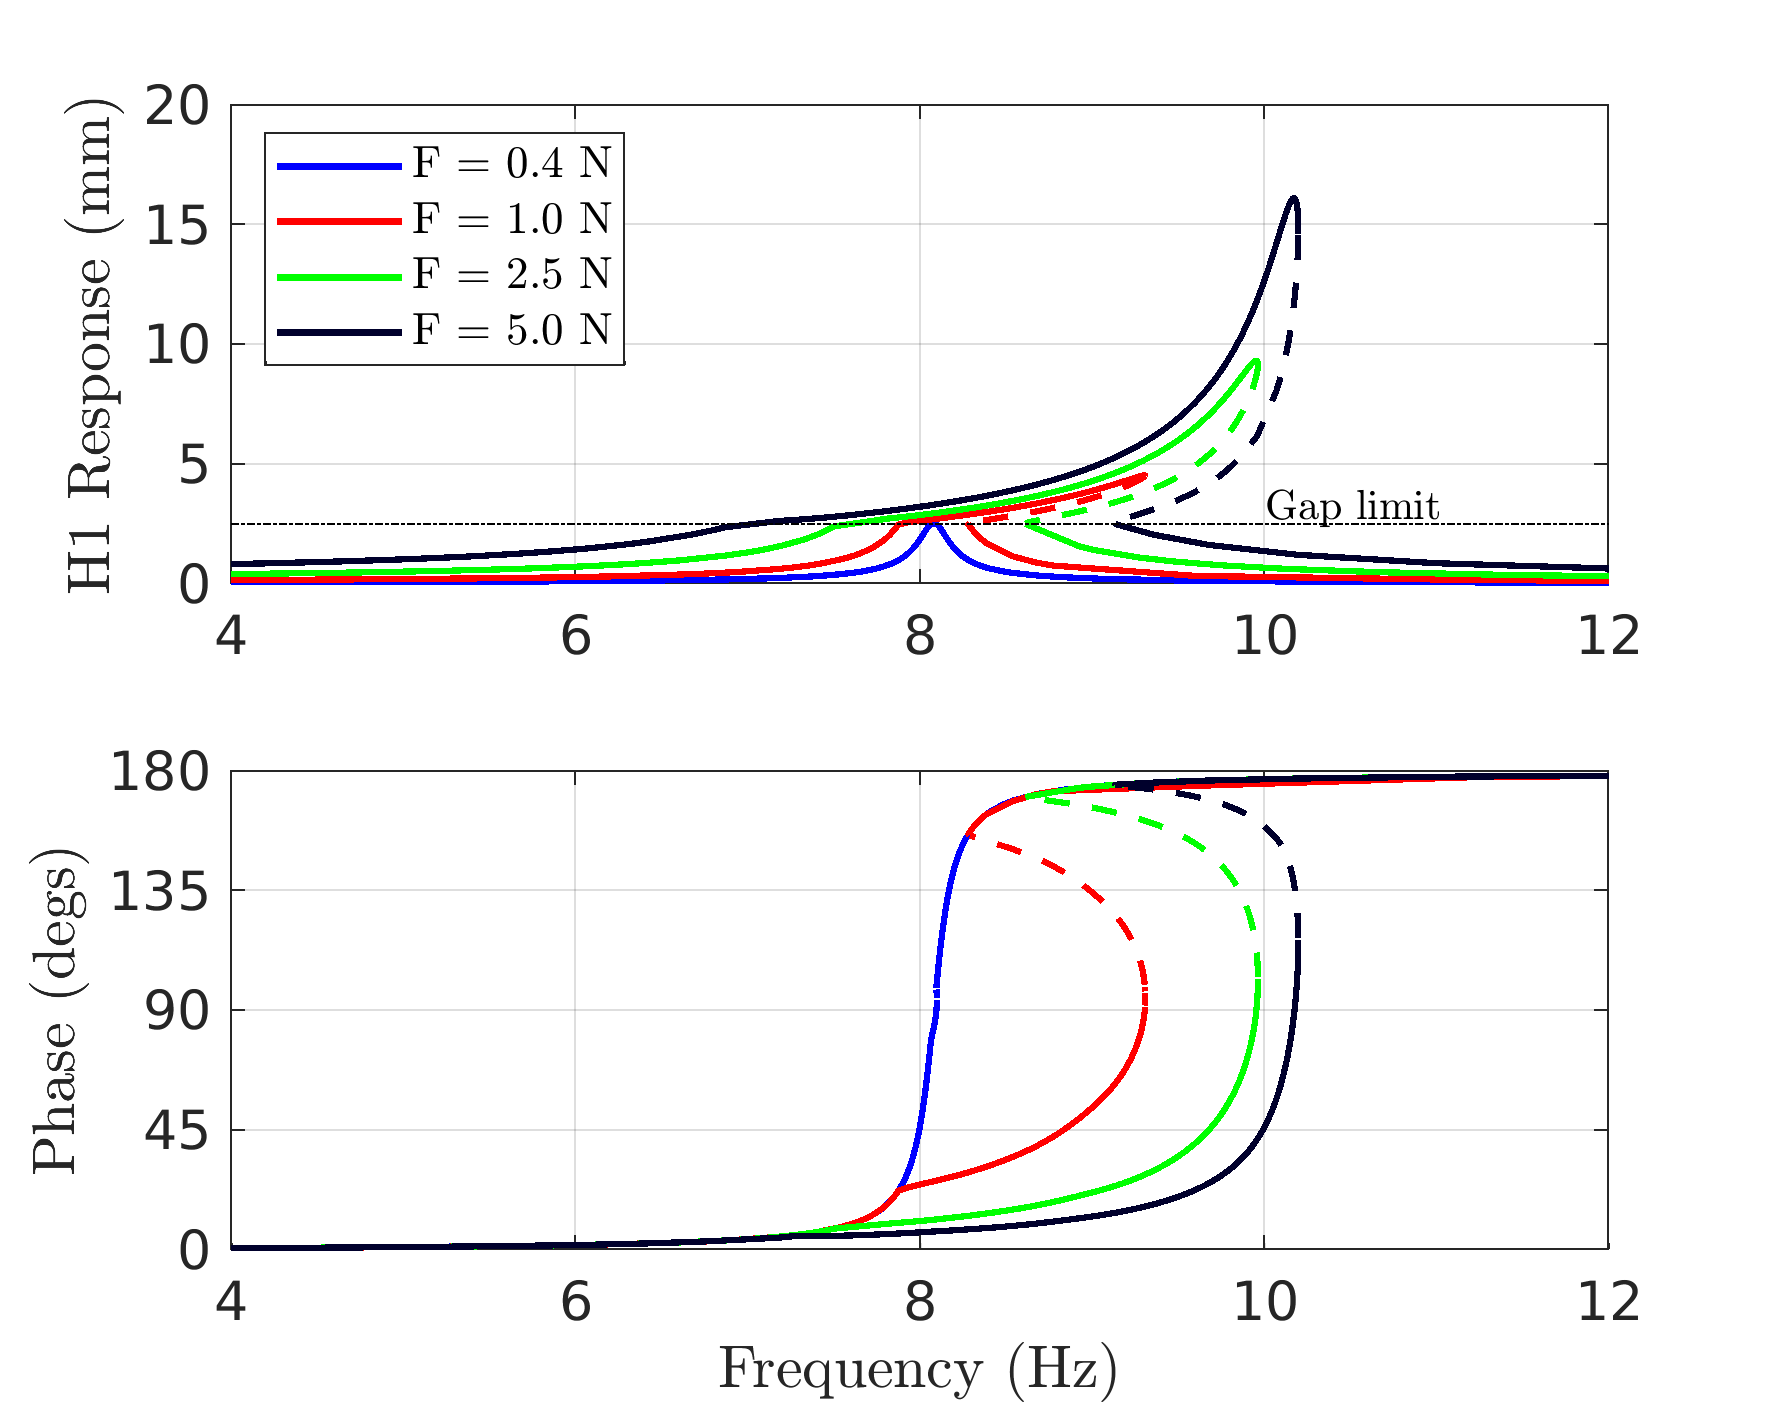 H1 Response (mm)
20
15
10
5
0
F = 0.4 N
F = 1.0 N
F = 2.5 N
F = 5.0 N
Gap limit
4 6 8 10 12
Phase (degs)
180
135
90
45
0
4 6 8 10 12
Frequency (Hz)